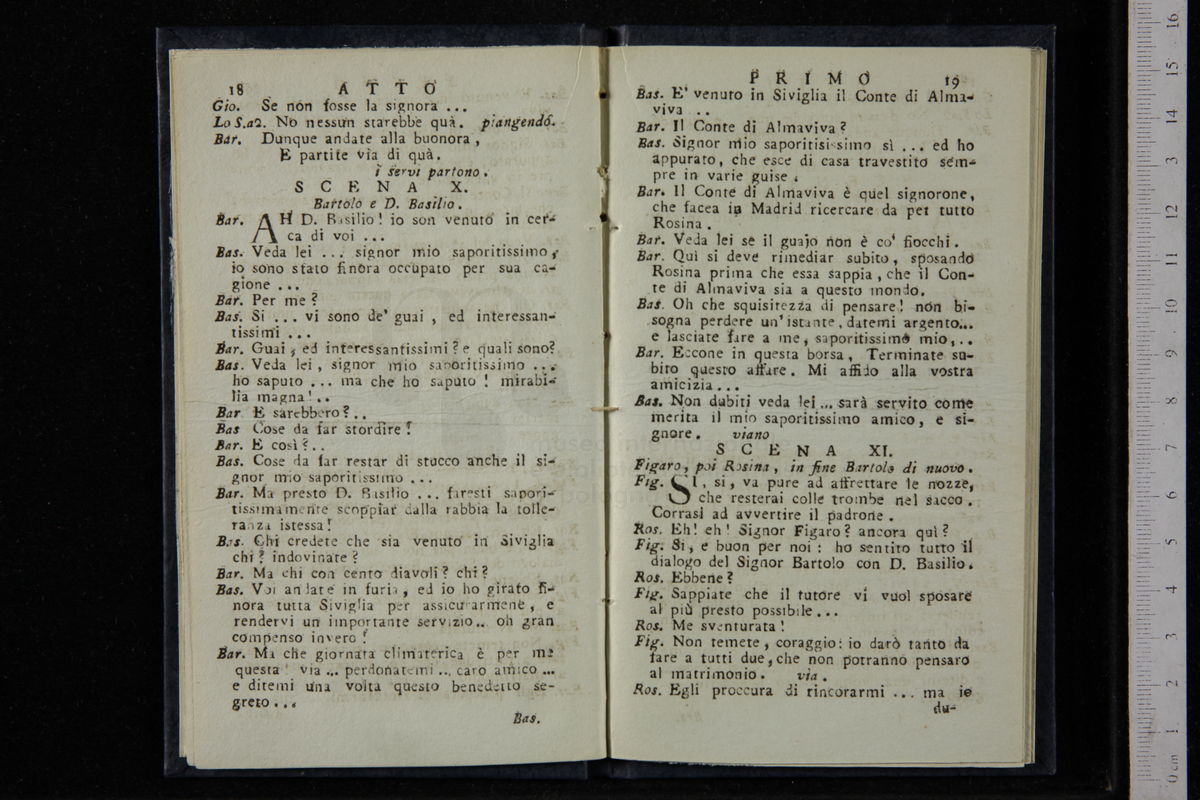 18 ATTO
Gio. Se non fosse la signora ...
Lo S.a2. No nessun starebbe quà. piangendo.
Bar. Dunque andate alla buonora,
E partite via di quà.
i servi partono.
SCENA X.
Bartolo e D. Basilio.
Bar. AH D. Basilio! io son venuto in cer-
ca di voi ...
Bas. Veda lei ... signor mio saporitissimo,
io sono stato finora occupato per sua ca-
gione ...
Bar. Per me?
Bas. Si ... vi sono de' guai, ed interessan-
tissimi ...
Bar. Guai, ed interessantissimi? e quali sono?
Bas. Veda lei, signor mio saporitissimo ...
ho saputo ... ma che ho saputo! mirabi-
lia magna!..
Bar E sarebbero?..
Bas Cose da far stordire!
Bar. E così?..
Bas. Cose da far restar di stucco anche il si-
gnor mio saporitissimo ...
Bar. Ma presto D. Basilio ... faresti sapori-
tissimamente scoppiar dalla rabbia la tolle-
ranza istessa!
Bas. Chi credete che sia venuto in Siviglia
chi? indovinate?
Bar. Ma chi con cento diavoli? chi?
Bas. Voi andate in furia, ed io ho girato fi-
nora tutta Siviglia per assicurarmene, e
rendervi un importante servizio.. oh gran
compenso invero!
Bar. Ma che giornata climaterica è per me
questa! via ... perdonatemi ... caro amico ...
e ditemi una volta questo benedetto se-
greto...
Bas.
PRIMO 19
Bas. E' venuto in Siviglia il Conte di Alma-
viva ..
Bar. Il Conte di Almaviva?
Bas. Signor mio saporitissimo sì ... ed ho
appurato, che esce di casa travestito sem-
pre in varie guise.
Bar. Il Conte di Almaviva è quel signorone,
che facea in Madrid ricercare da per tutto
Rosina.
Bar. Veda lei se il guajo non è co' fiocchi.
Bar. Quì si deve rimediar subito, sposando
Rosina prima che essa sappia, che il Con-
te di Almaviva sia a questo mondo.
Bas. Oh che squisitezza di pensare! non bi-
sogna perdere un' istante, datemi argento...
e lasciate fare a me, saporitissimo mio,..
Bar. Eccone in questa borsa, Terminate su-
bito questo affare. Mi affido alla vostra
amicizia...
Bas. Non dubiti veda lei ... sarà servito come
merita il mio saporitissimo amico, e si-
gnore. viano
SCENA XI.
Figaro, poi Rosina, in fine Bartolo di nuovo.
Fig. SI, si, va pure ad affrettare le nozze,
che resterai colle trombe nel sacco.
Corrasi ad avvertire il padrone.
Ros. Eh! eh! Signor Figaro? ancora quì?
Fig. Si, e buon per noi: ho sentito tutto il
dialogo del Signor Bartolo con D. Basilio.
Ros. Ebbene?
Fig. Sappiate che il tutore vi vuol sposare
al più presto possibile...
Ros. Me sventurata!
Fig. Non temete, coraggio: io darò tanto da
fare a tutti due, che non potranno pensaro
al matrimonio. via.
Ros. Egli proccura di rincorarmi ... ma io
du-
0 cm 1 2 3 4 5 6 7 8 9 10 11 12 13 14 15 16